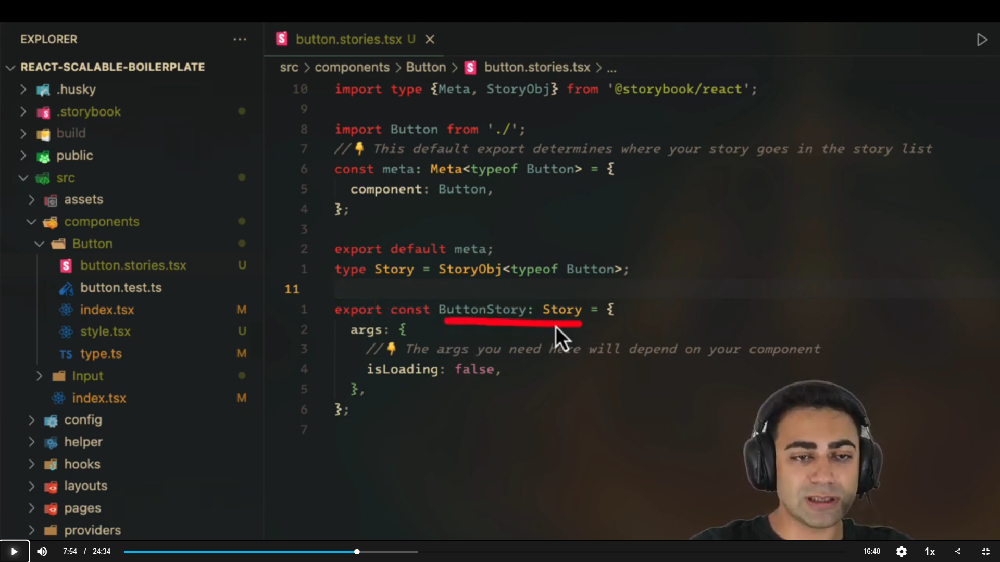 EXPLORER
REACT-SCALABLE-BOILERPLATE
.husky
.storybook
build
public
src
assets
components
Button
button.stories.tsx U
button.test.ts
index.tsx M
style.tsx U
TS type.ts M
Input
index.tsx M
config
helper
hooks
layouts
pages
providers
button.stories.tsx U
src > components > Button > button.stories.tsx > ...
10 import type {Meta, StoryObj} from '@storybook/react';
9
8 import Button from './';
7 //👇 This default export determines where your story goes in the story list
6 const meta: Meta<typeof Button> = {
5 component: Button,
4 };
3
2 export default meta;
1 type Story = StoryObj<typeof Button>;
11
1 export const ButtonStory: Story = {
2 args: {
3 //👇 The args you need here will depend on your component
4 isLoading: false,
5 },
6 };
7
7:54 / 24:34
-16:40
1x